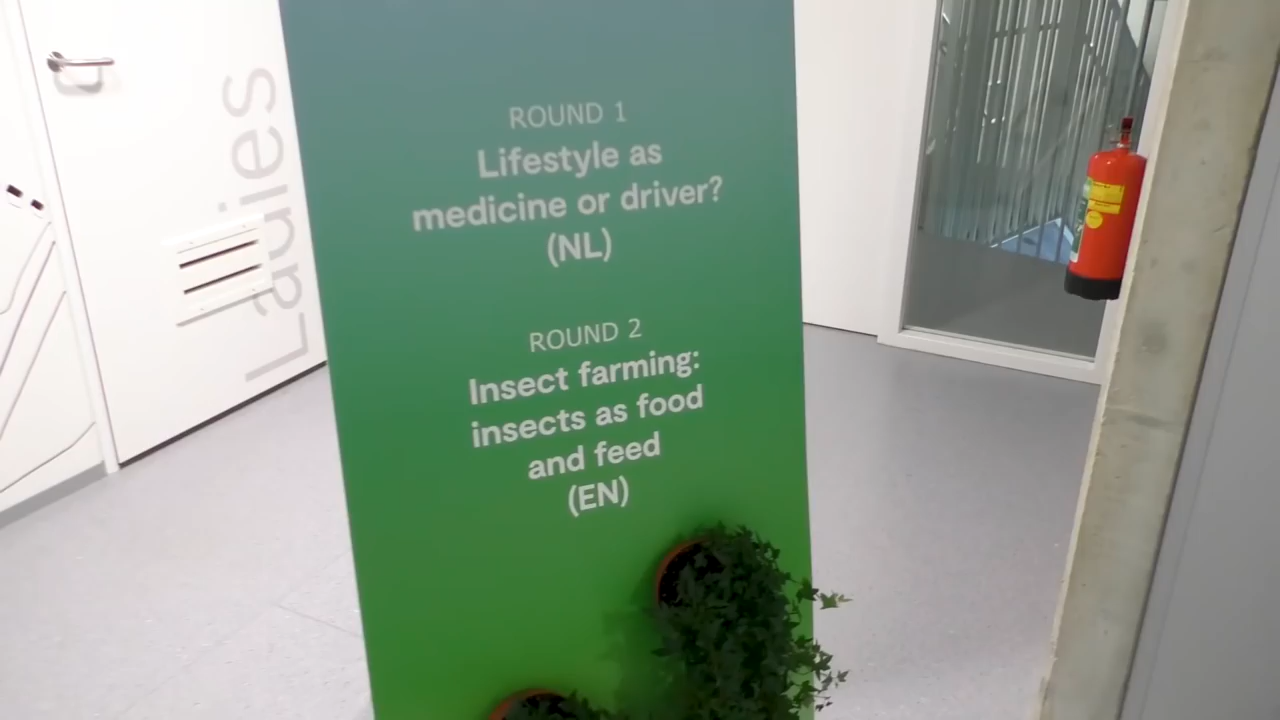 Ladies
ROUND 1
Lifestyle as
medicine or driver?
(NL)
ROUND 2
Insect farming:
insects as food
and feed
(EN)